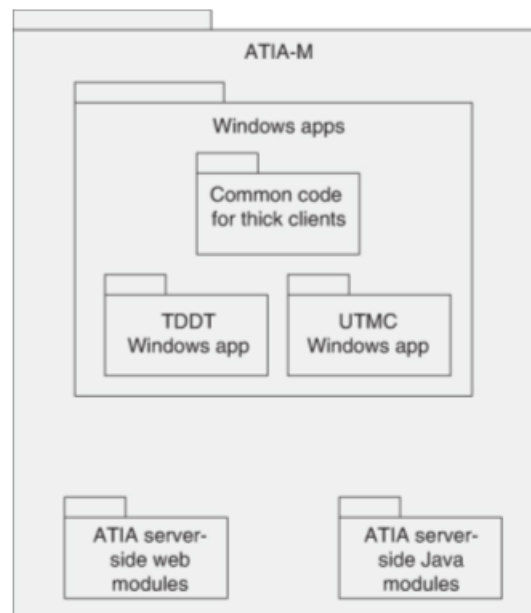 ATIA-M
Windows apps
Common code
for thick clients
TDDT
Windows app
UTMC
Windows app
ATIA server-
side web
modules
ATIA server-
side Java
modules